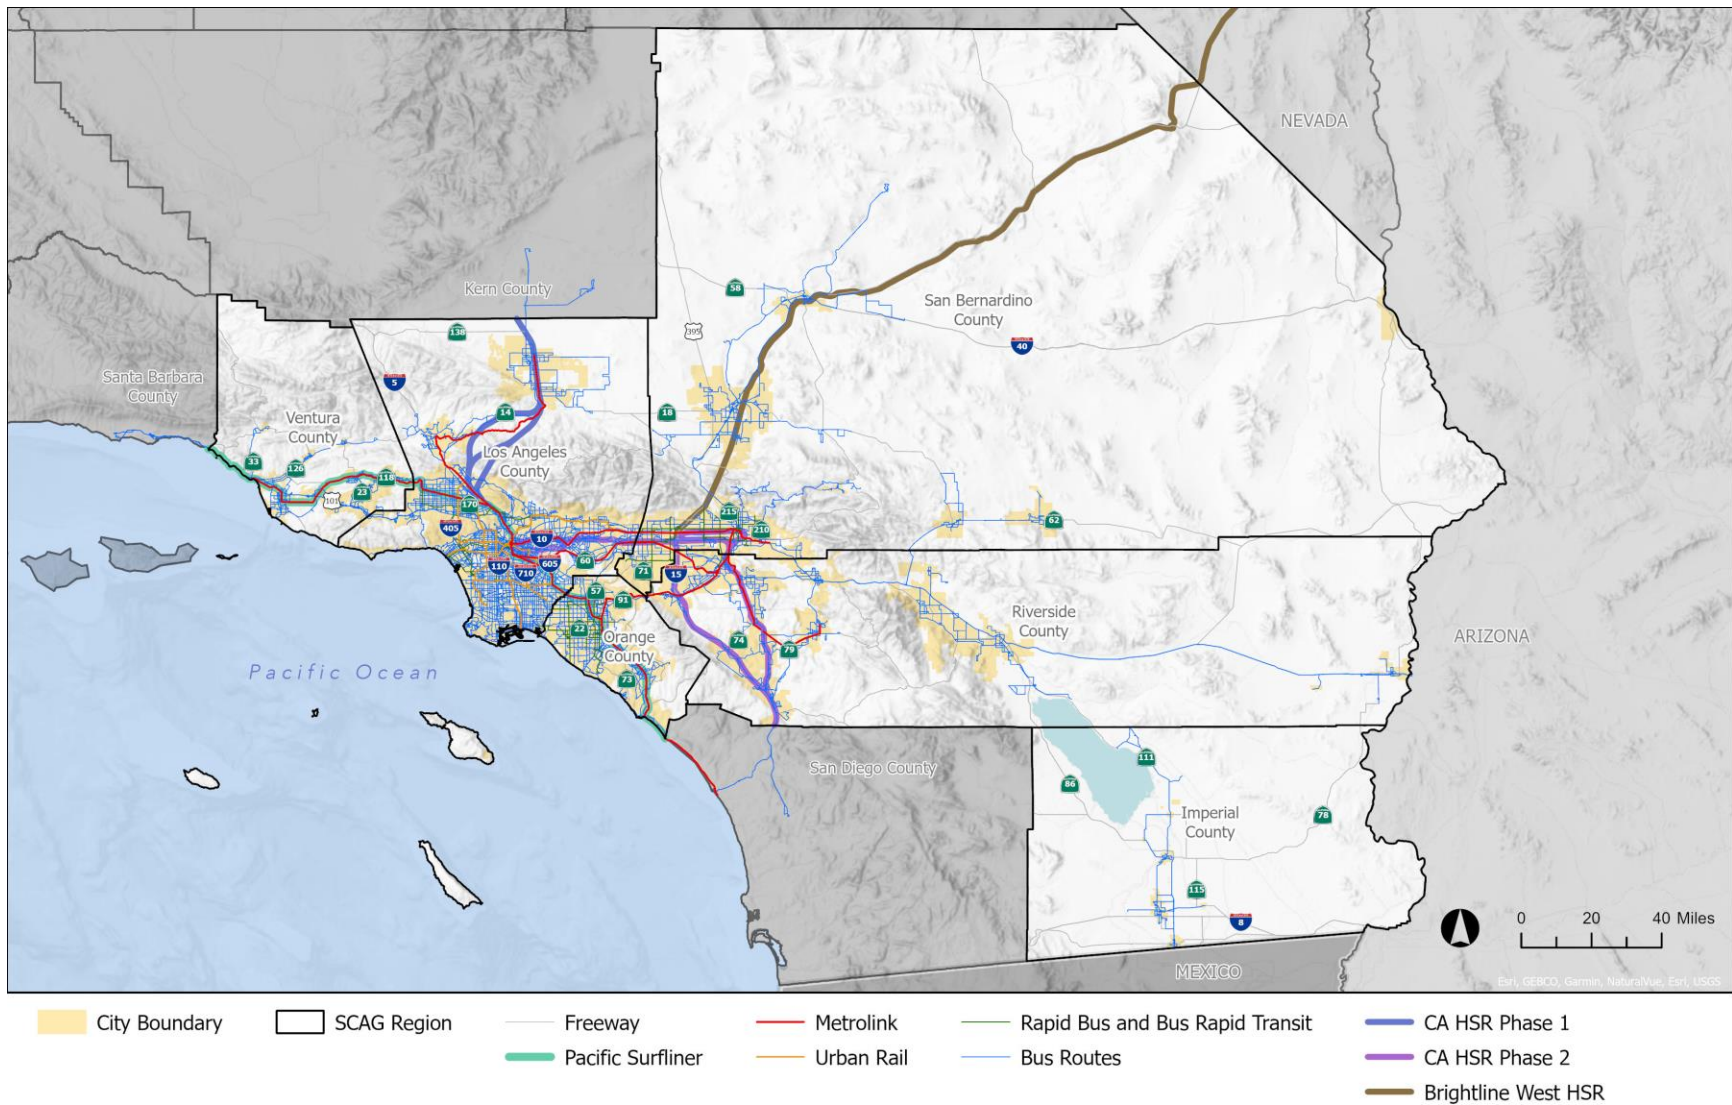 NEVADA
Kern County
58
San Bernardino
County
395
138
40
Santa Barbara
County
5
Ventura
County
14
18
Los Angeles
County
33
126
118
23
101
170
215
210
62
405
10
110
710
605
60
71
15
57
91
Riverside
County
ARIZONA
22
Orange
County
74
79
73
Pacific Ocean
San Diego County
111
86
Imperial
County
78
115
8
0 20 40 Miles
MEXICO
Esri, GEBCO, Garmin, NaturalVue, Esri, USGS
City Boundary
SCAG Region
Freeway
Metrolink
Rapid Bus and Bus Rapid Transit
CA HSR Phase 1
Pacific Surfliner
Urban Rail
Bus Routes
CA HSR Phase 2
Brightline West HSR